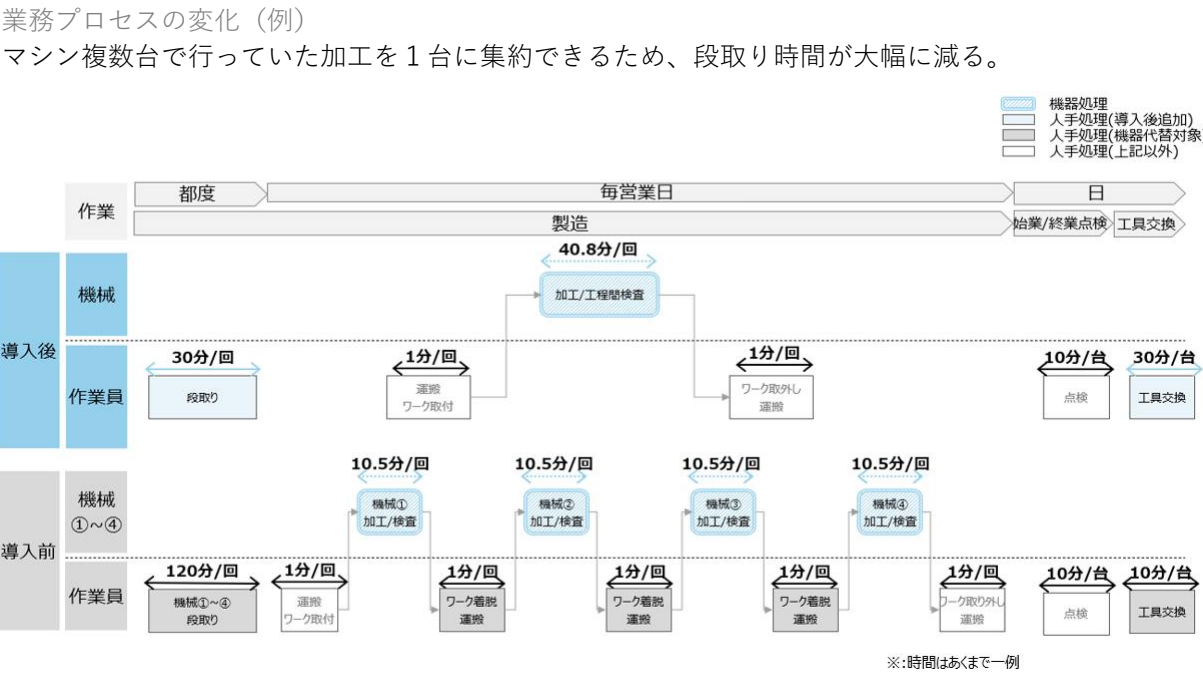 業務プロセスの変化（例）
マシン複数台で行っていた加工を１台に集約できるため、段取り時間が大幅に減る。
機器処理
人手処理(導入後追加)
人手処理(機器代替対象
人手処理(上記以外)
作業
都度
毎営業日
日
製造
始業/終業点検
工具交換
導入後
機械
40.8分/回
加工/工程間検査
作業員
30分/回
段取り
1分/回
運搬
ワーク取付
1分/回
ワーク取外し
運搬
10分/台
点検
30分/台
工具交換
導入前
機械
①～④
10.5分/回
機械①
加工/検査
10.5分/回
機械②
加工/検査
10.5分/回
機械③
加工/検査
10.5分/回
機械④
加工/検査
作業員
120分/回
機械①～④
段取り
1分/回
運搬
ワーク取付
1分/回
ワーク着脱
運搬
1分/回
ワーク着脱
運搬
1分/回
ワーク着脱
運搬
1分/回
ワーク取り外し
運搬
10分/台
点検
10分/台
工具交換
※:時間はあくまで一例